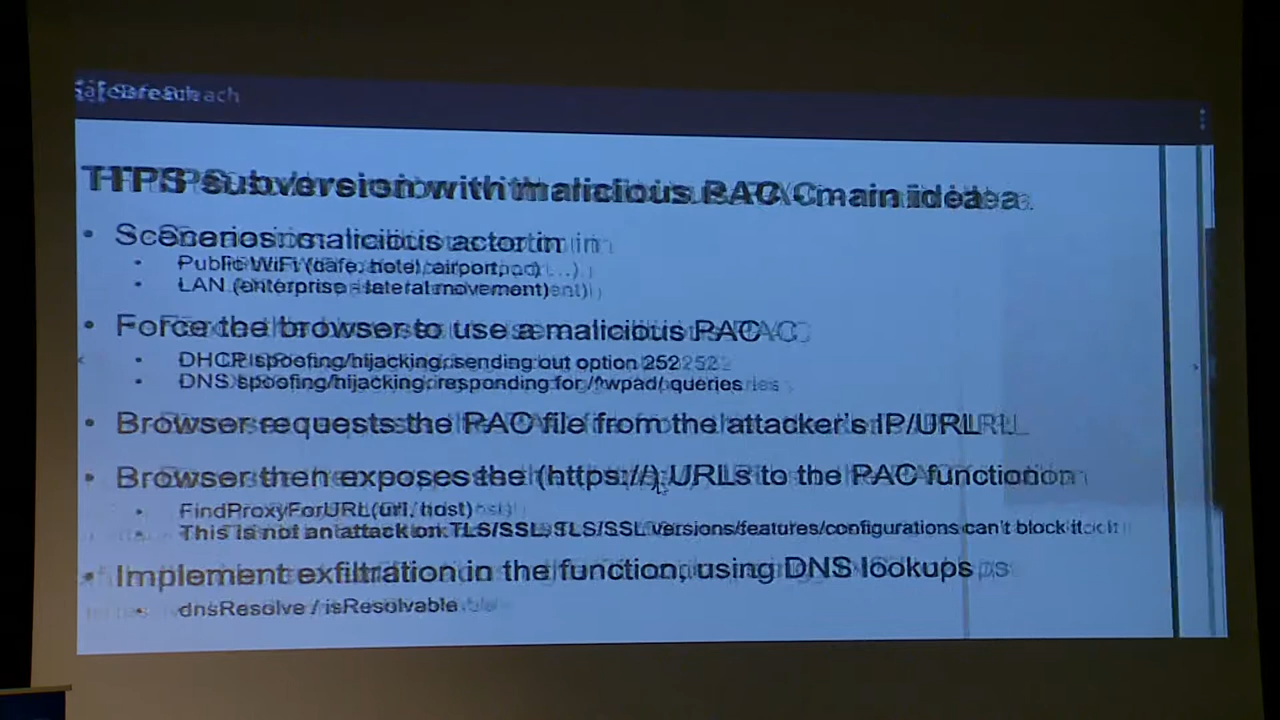 SafeBreach
HTTPS Subversion with malicious PAC main idea
• Scenarios: malicious actor in
• Public WiFi (cafe, hotel, airport, ...)
• LAN (enterprise - lateral movement)
• Force the browser to use a malicious PAC
• DHCP spoofing/hijacking, sending out option 252
• DNS spoofing/hijacking, responding for /^wpad/ queries
• Browser requests the PAC file from the attacker's IP/URL
• Browser then exposes the (https://) URLs to the PAC function
• FindProxyForURL(url, host)
• This is not an attack on TLS/SSL, TLS/SSL versions/features/configurations can't block it
• Implement exfiltration in the function, using DNS lookups
• dnsResolve / isResolvable